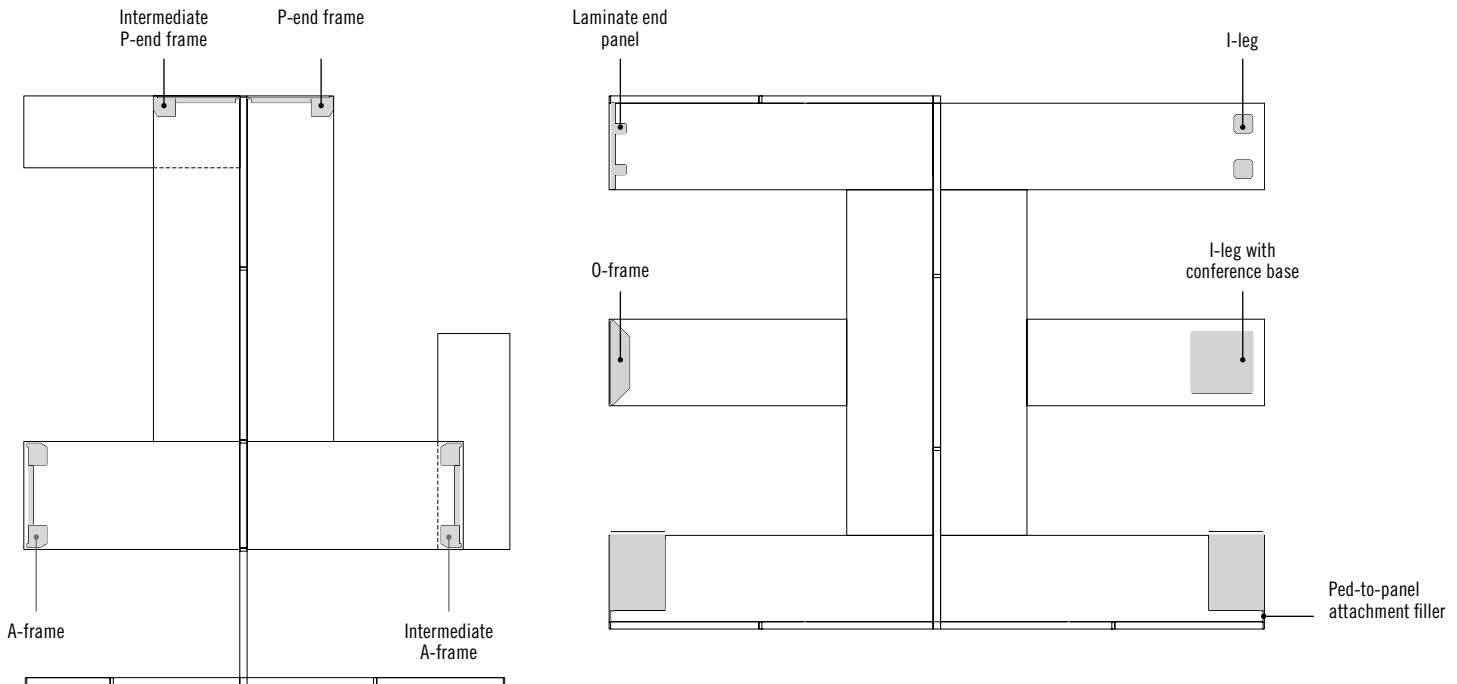 Intermediate
P-end frame
P-end frame
Laminate end
panel
I-leg
O-frame
I-leg with
conference base
A-frame
Intermediate
A-frame
Ped-to-panel
attachment filler